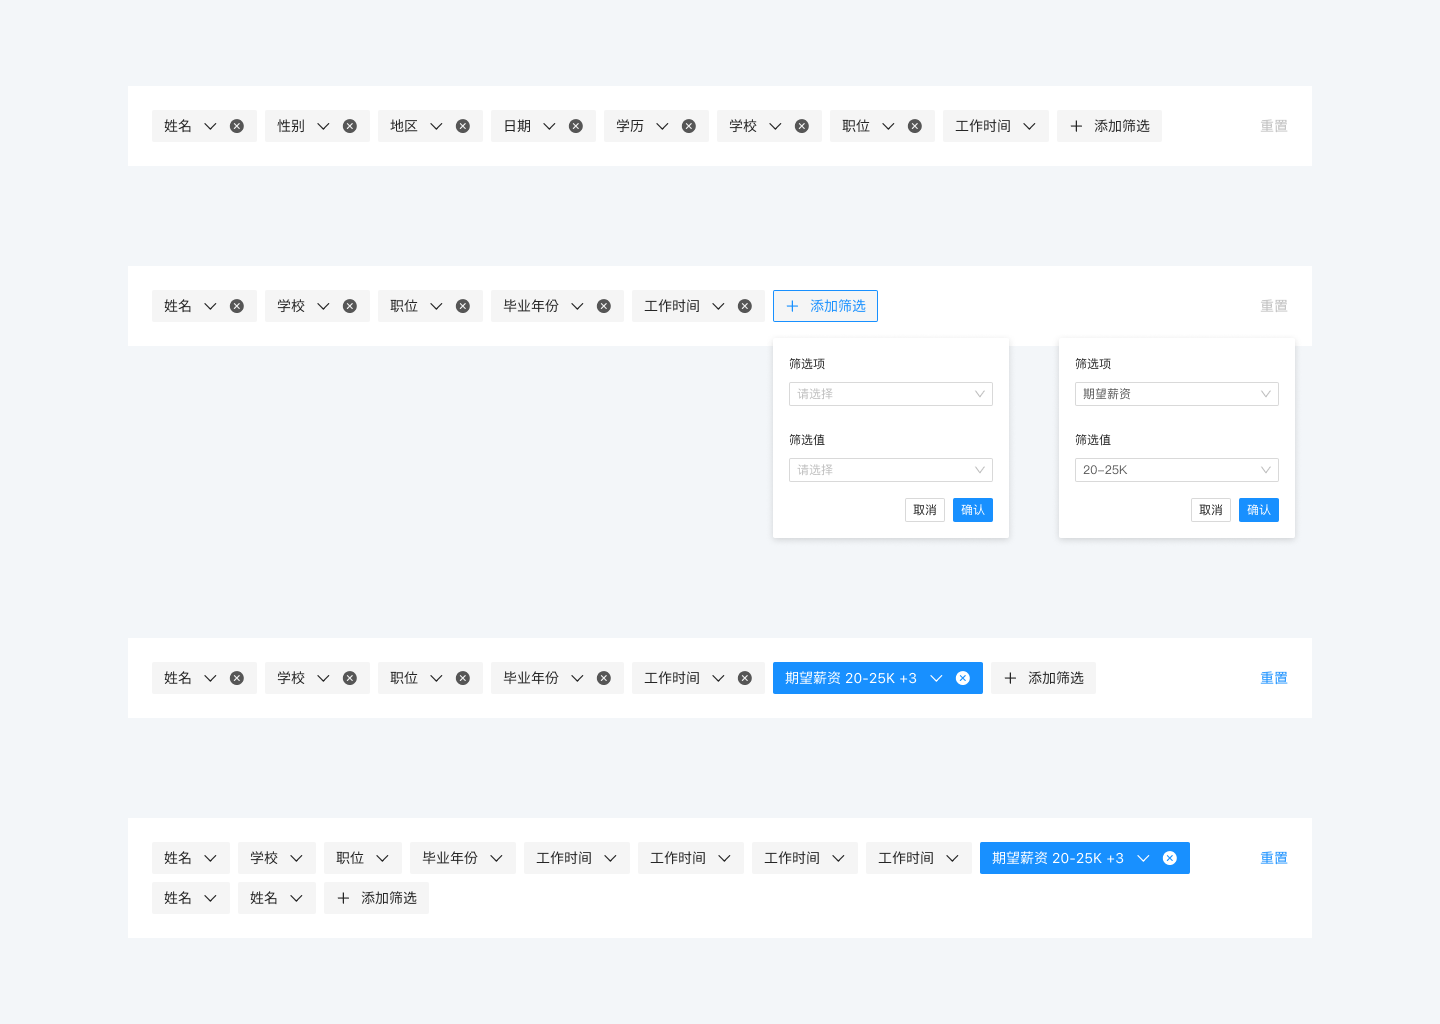 姓名 性别 地区 日期 学历 学校 职位 工作时间 添加筛选 重置
姓名 学校 职位 毕业年份 工作时间 添加筛选 重置
筛选项
请选择
筛选值
请选择
取消 确认
筛选项
期望薪资
筛选值
20-25K
取消 确认
姓名 学校 职位 毕业年份 工作时间 期望薪资 20-25K +3 添加筛选 重置
姓名 学校 职位 毕业年份 工作时间 工作时间 工作时间 工作时间 期望薪资 20-25K +3 重置
姓名 姓名 添加筛选